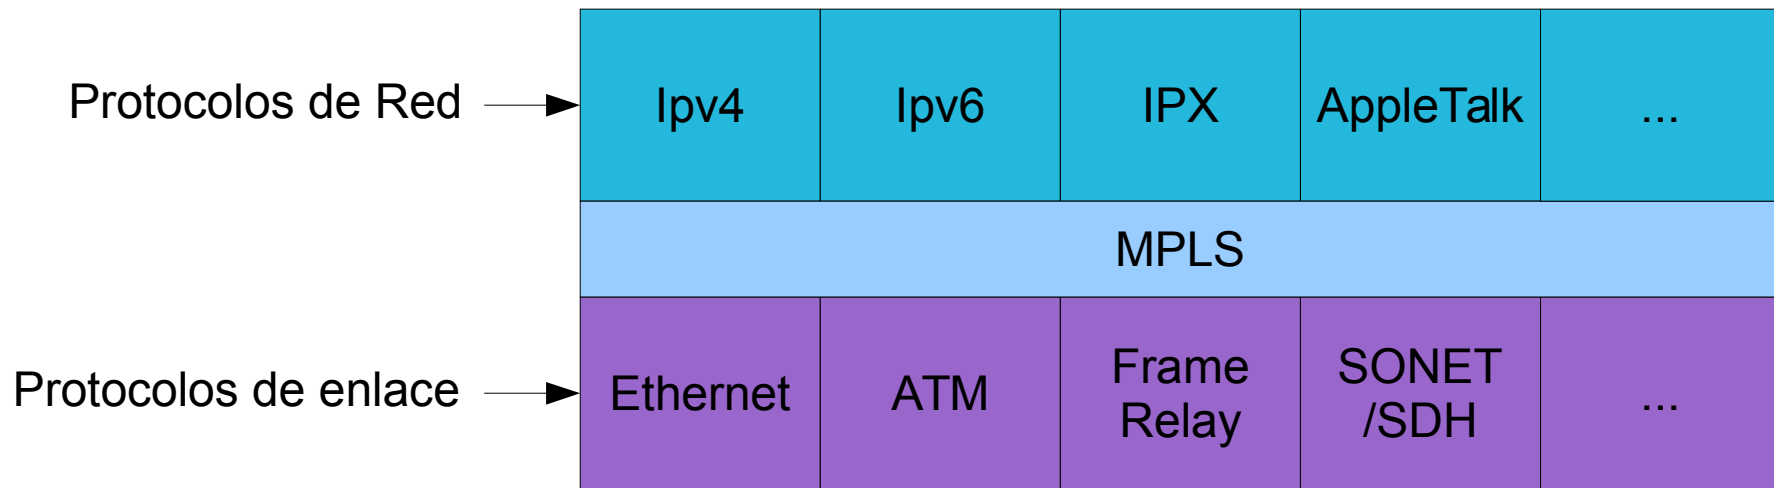 Protocolos de Red
Ipv4
Ipv6
IPX
AppleTalk
...
MPLS
Protocolos de enlace
Ethernet
ATM
Frame
Relay
SONET
/SDH
...